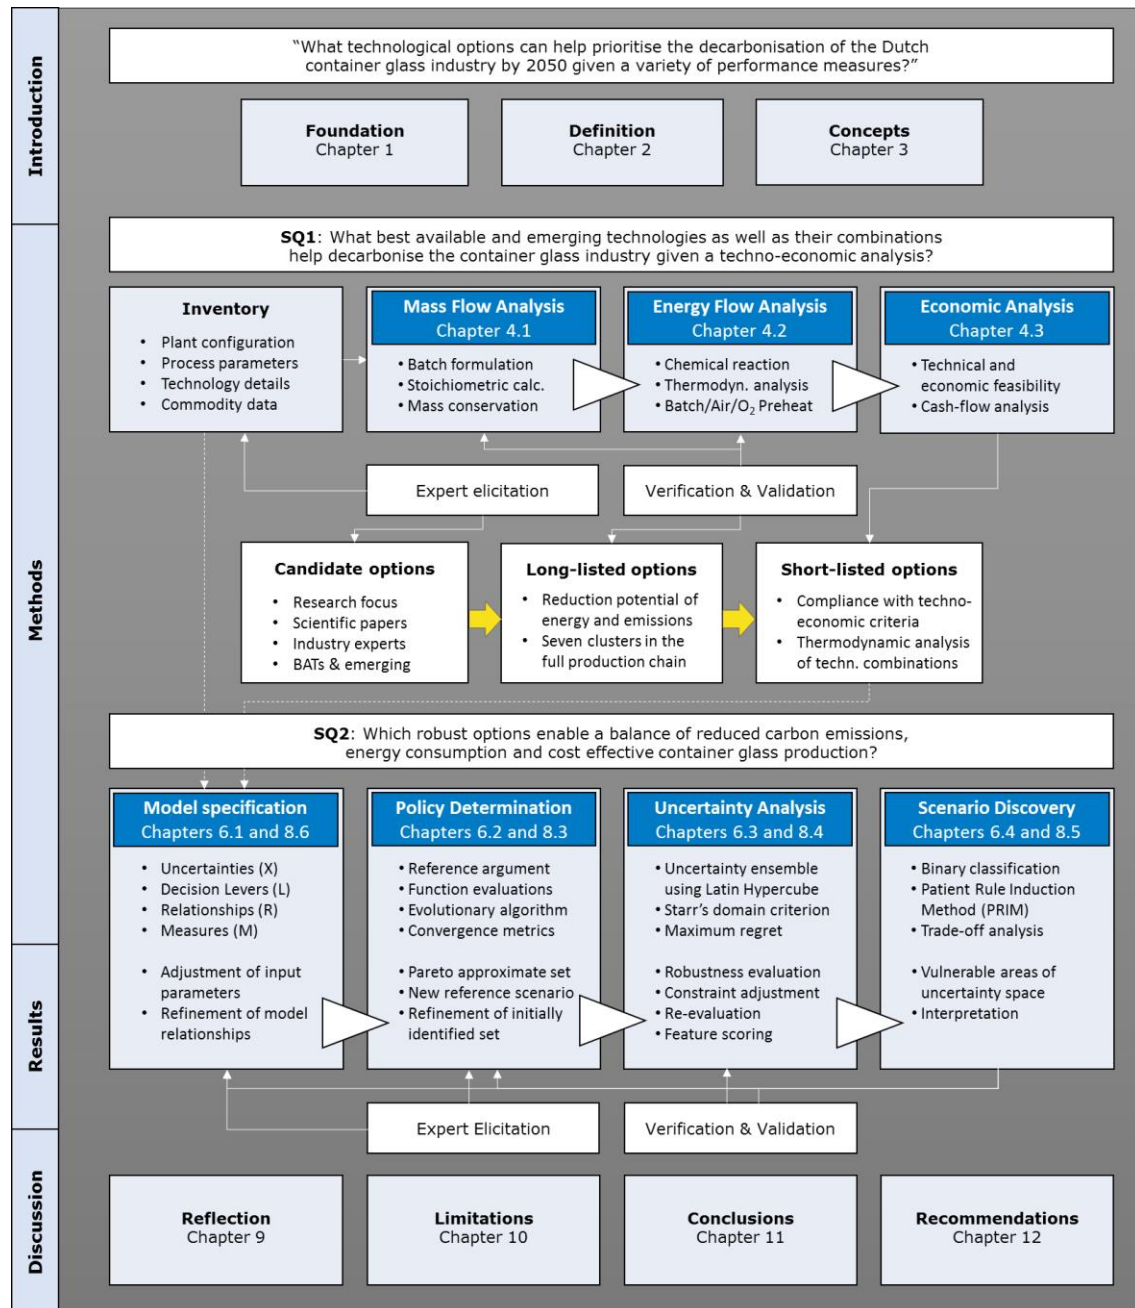 Introduction
“What technological options can help prioritise the decarbonisation of the Dutch
container glass industry by 2050 given a variety of performance measures?”
Foundation
Chapter 1
Definition
Chapter 2
Concepts
Chapter 3
Methods
SQ1: What best available and emerging technologies as well as their combinations
help decarbonise the container glass industry given a techno-economic analysis?
Inventory
• Plant configuration
• Process parameters
• Technology details
• Commodity data
Mass Flow Analysis
Chapter 4.1
• Batch formulation
• Stoichiometric calc.
• Mass conservation
Energy Flow Analysis
Chapter 4.2
• Chemical reaction
• Thermodyn. analysis
• Batch/Air/O₂ Preheat
Economic Analysis
Chapter 4.3
• Technical and
economic feasibility
• Cash-flow analysis
Expert elicitation
Verification & Validation
Candidate options
• Research focus
• Scientific papers
• Industry experts
• BATs & emerging
Long-listed options
• Reduction potential of
energy and emissions
• Seven clusters in the
full production chain
Short-listed options
• Compliance with techno-
economic criteria
• Thermodynamic analysis
of techn. combinations
SQ2: Which robust options enable a balance of reduced carbon emissions,
energy consumption and cost effective container glass production?
Model specification
Chapters 6.1 and 8.6
• Uncertainties (X)
• Decision Levers (L)
• Relationships (R)
• Measures (M)
• Adjustment of input
parameters
• Refinement of model
relationships
Policy Determination
Chapters 6.2 and 8.3
• Reference argument
• Function evaluations
• Evolutionary algorithm
• Convergence metrics
• Pareto approximate set
• New reference scenario
• Refinement of initially
identified set
Uncertainty Analysis
Chapters 6.3 and 8.4
• Uncertainty ensemble
using Latin Hypercube
• Starr’s domain criterion
• Maximum regret
• Robustness evaluation
• Constraint adjustment
• Re-evaluation
• Feature scoring
Scenario Discovery
Chapters 6.4 and 8.5
• Binary classification
• Patient Rule Induction
Method (PRIM)
• Trade-off analysis
• Vulnerable areas of
uncertainty space
• Interpretation
Results
Expert Elicitation
Verification & Validation
Discussion
Reflection
Chapter 9
Limitations
Chapter 10
Conclusions
Chapter 11
Recommendations
Chapter 12